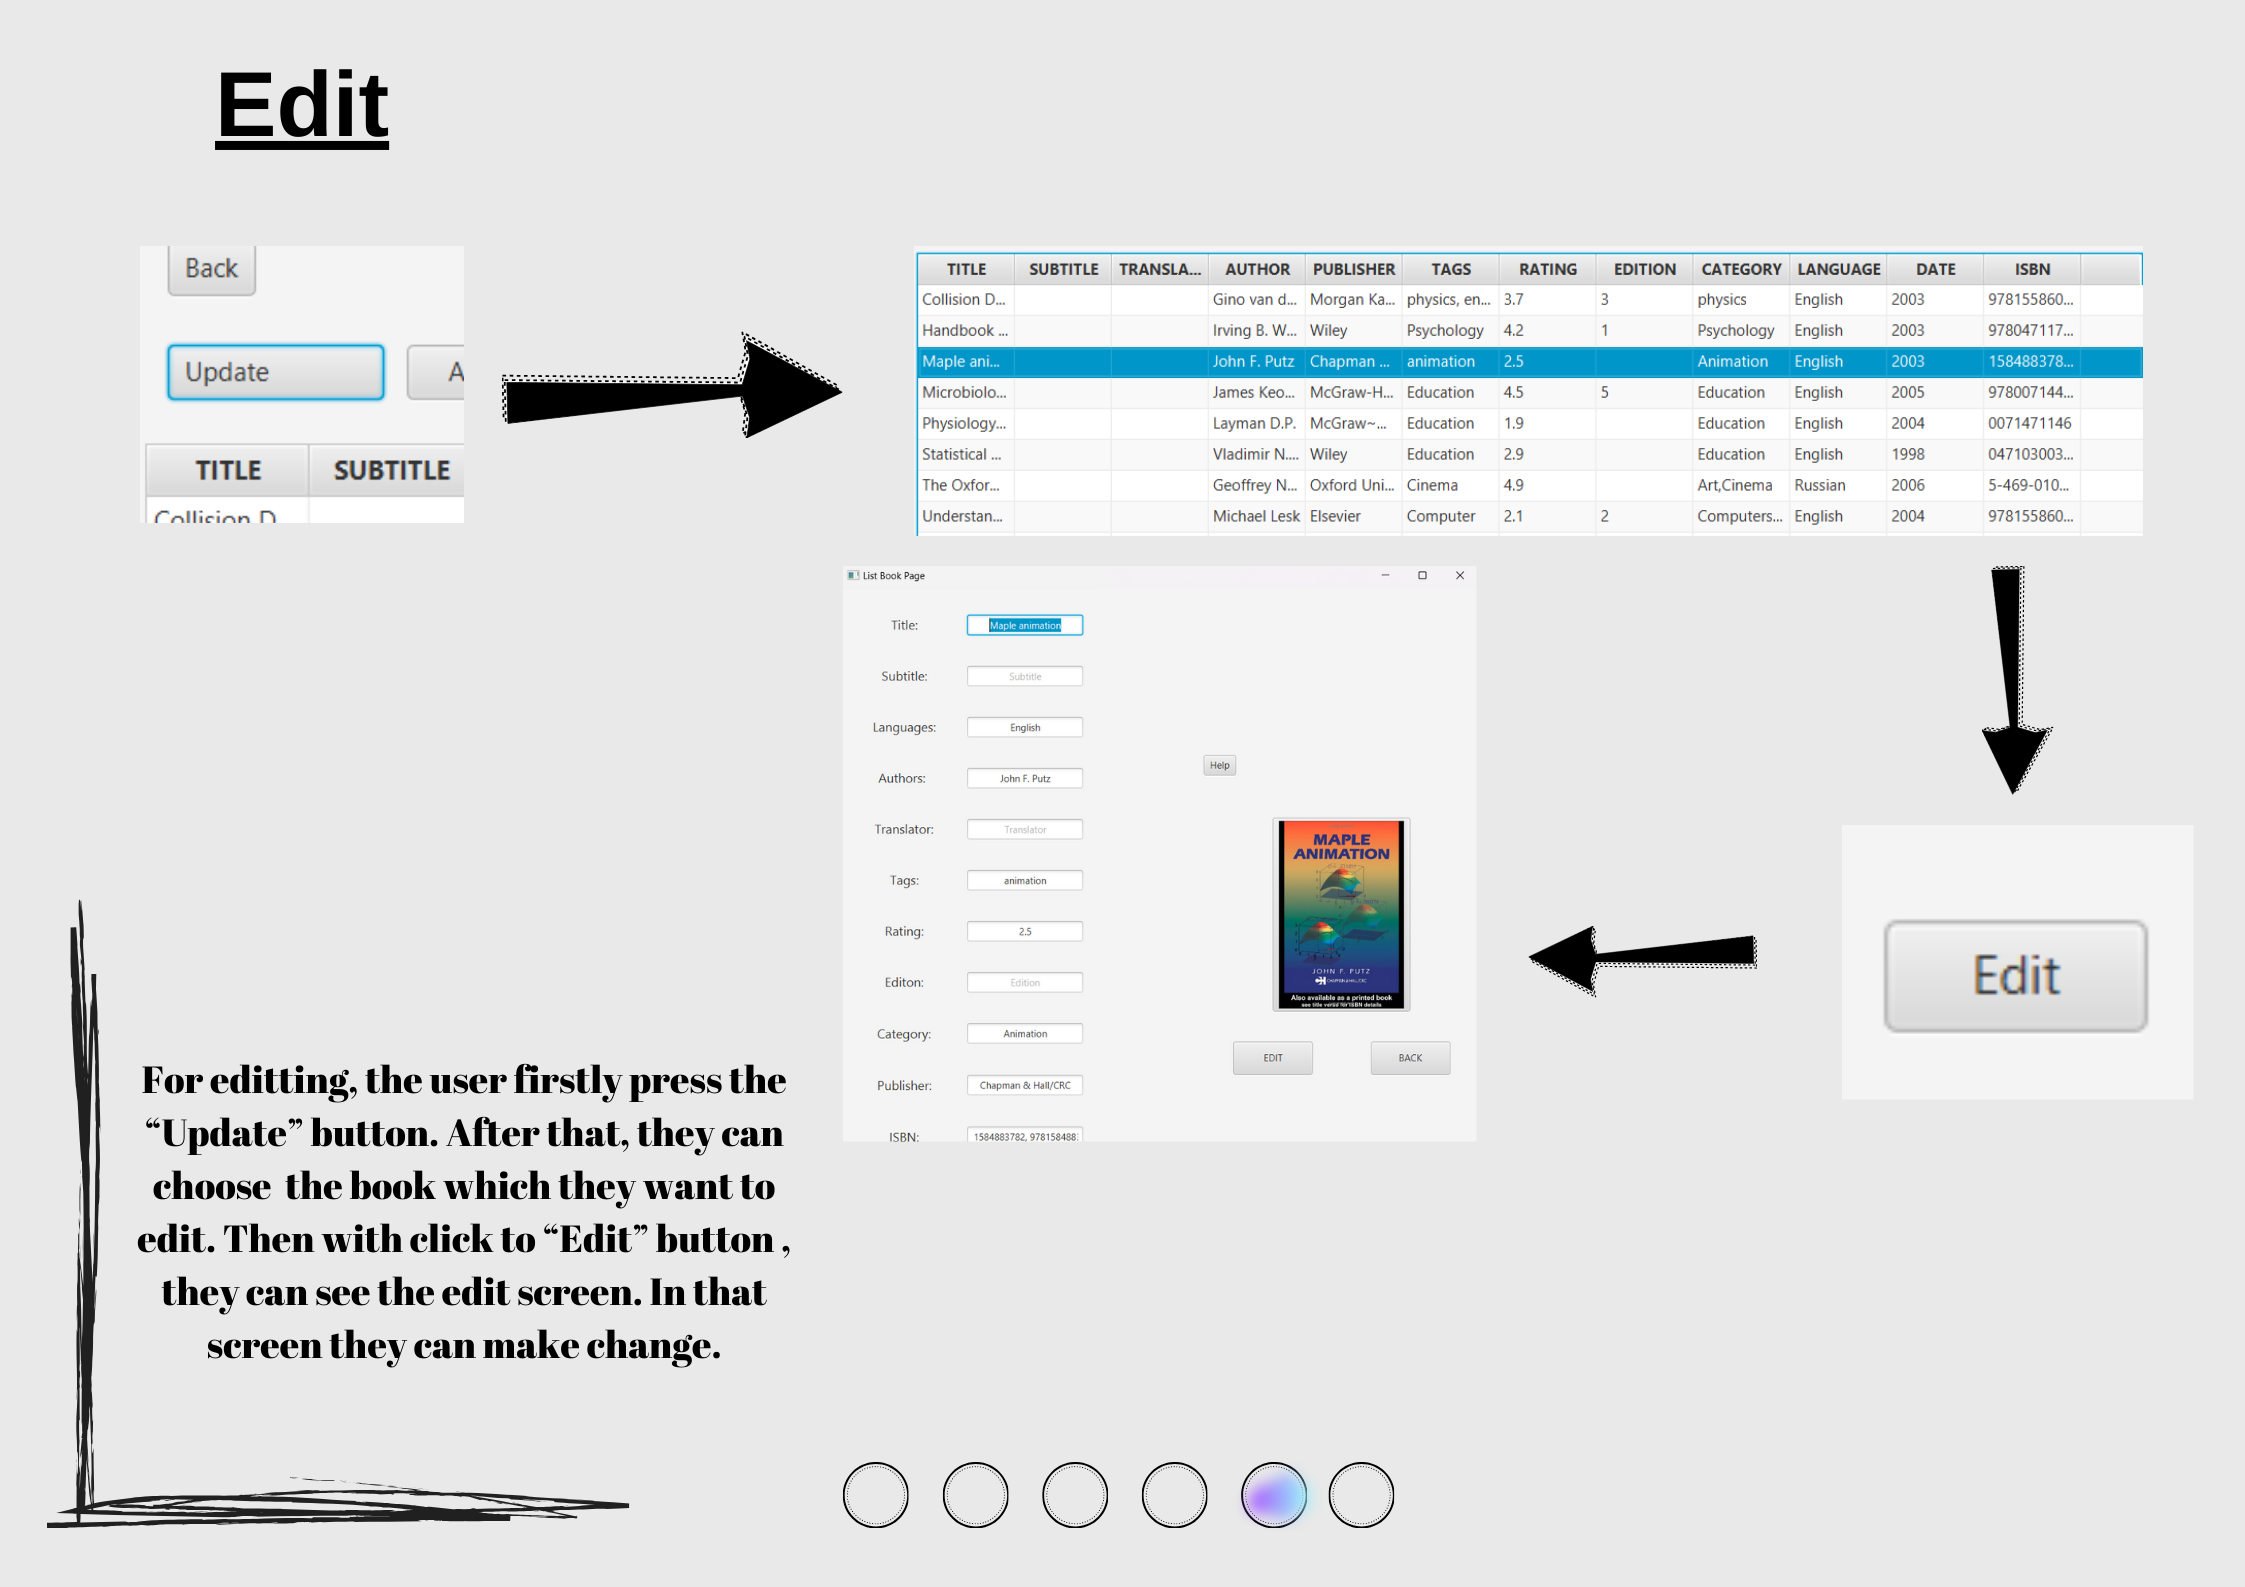 Edit
Back
Update A
TITLE SUBTITLE
Collision D
TITLE SUBTITLE TRANSLA... AUTHOR PUBLISHER TAGS RATING EDITION CATEGORY LANGUAGE DATE ISBN
Collision D... Gino van d... Morgan Ka... physics, en... 3.7 3 physics English 2003 978155860...
Handbook ... Irving B. W... Wiley Psychology 4.2 1 Psychology English 2003 978047117...
Maple ani... John F. Putz Chapman ... animation 2.5 Animation English 2003 158488378...
Microbiolo... James Keo... McGraw-H... Education 4.5 5 Education English 2005 978007144...
Physiology... Layman D.P. McGraw~... Education 1.9 Education English 2004 0071471146
Statistical ... Vladimir N.... Wiley Education 2.9 Education English 1998 047103003...
The Oxfor... Geoffrey N... Oxford Uni... Cinema 4.9 Art,Cinema Russian 2006 5-469-010...
Understan... Michael Lesk Elsevier Computer 2.1 2 Computers... English 2004 978155860...
List Book Page
Title: Maple animation
Subtitle: Subtitle
Languages: English
Help
Authors: John F. Putz
Translator: Translator
Tags: animation
Rating: 2.5
Editon: Edition
Category: Animation
Publisher: Chapman & Hall/CRC
ISBN: 1584883782, 978158488
MAPLE
ANIMATION
JOHN F. PUTZ
CHAPMAN & HALL/CRC
Also available as a printed book
see title verso for ISBN details
EDIT BACK
Edit
For editting, the user firstly press the
“Update” button. After that, they can
choose the book which they want to
edit. Then with click to “Edit” button ,
they can see the edit screen. In that
screen they can make change.